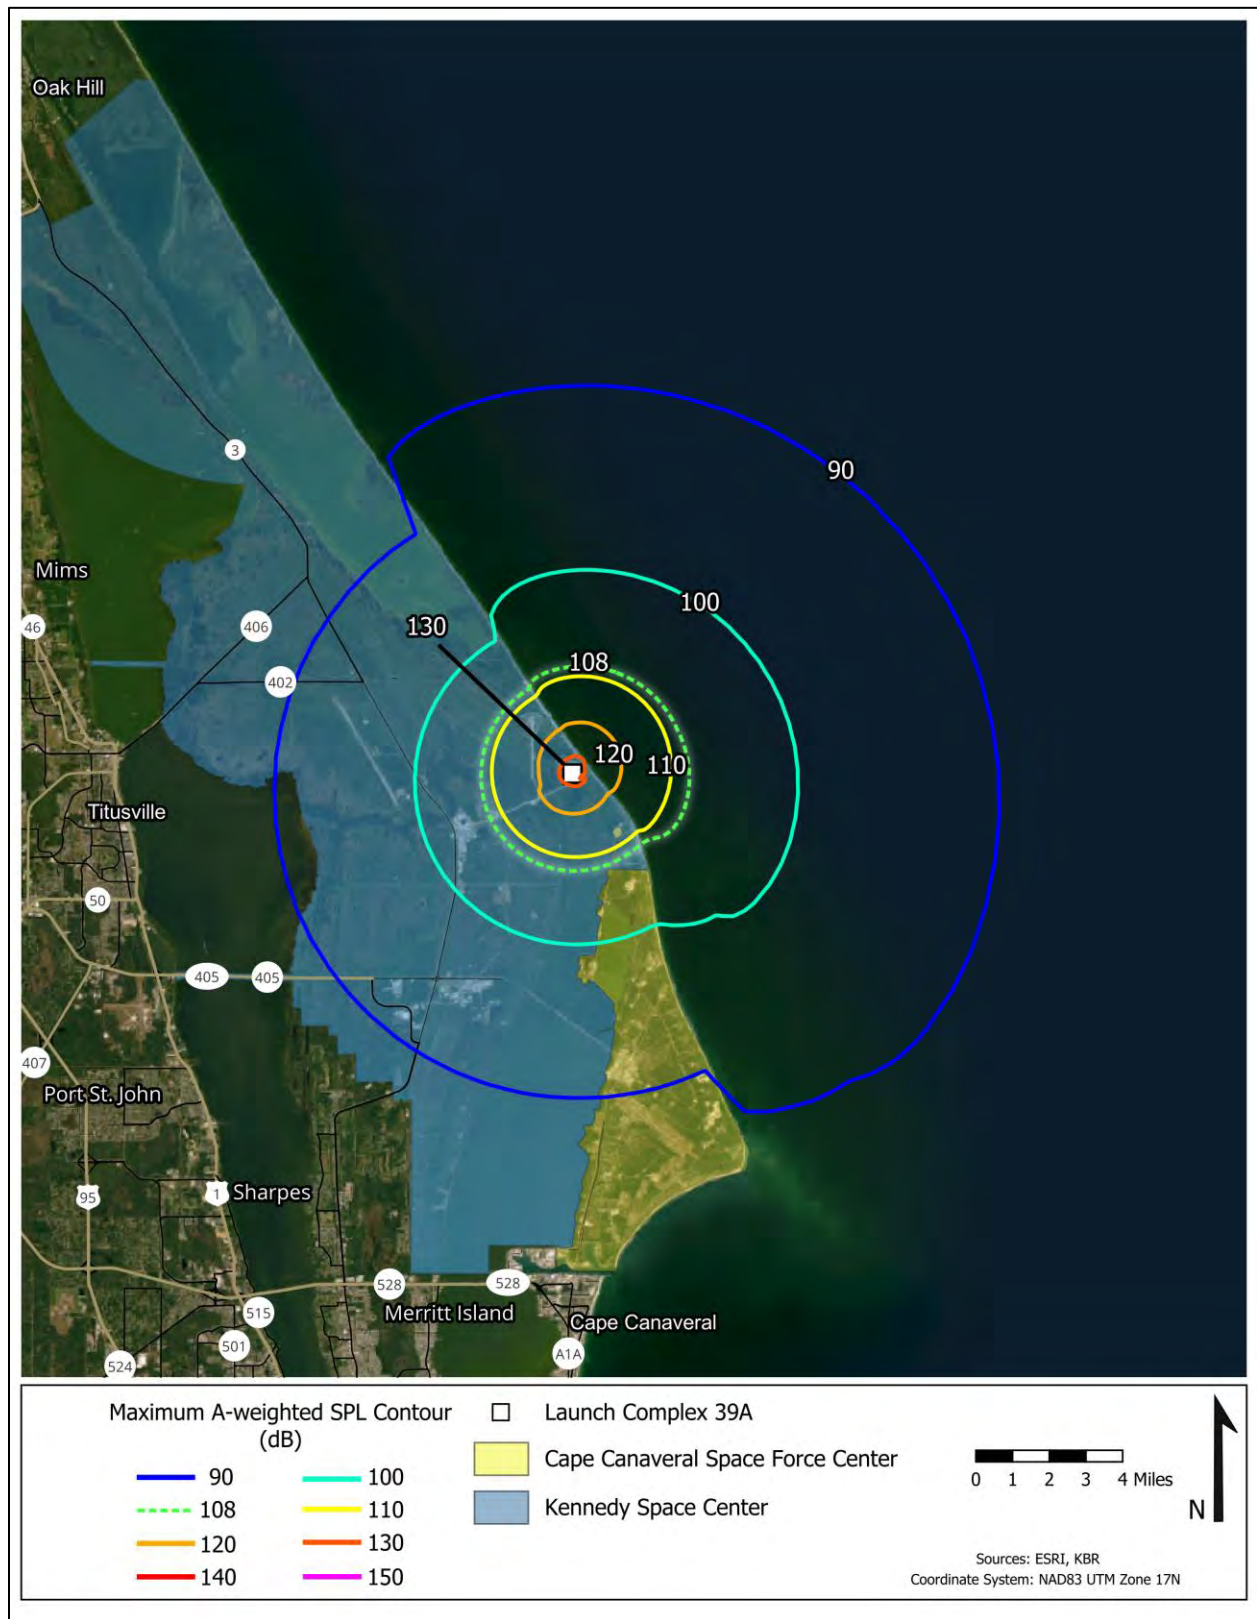 Oak Hill
3
90
Mims
100
130
46
406
108
402
120
110
Titusville
50
405
405
407
Port St. John
95
1
Sharpes
528
528
515
Merritt Island
Cape Canaveral
501
A1A
524
Maximum A-weighted SPL Contour
(dB)
90
100
108
110
120
130
140
150
Launch Complex 39A
Cape Canaveral Space Force Center
Kennedy Space Center
0 1 2 3 4 Miles
N
Sources: ESRI, KBR
Coordinate System: NAD83 UTM Zone 17N